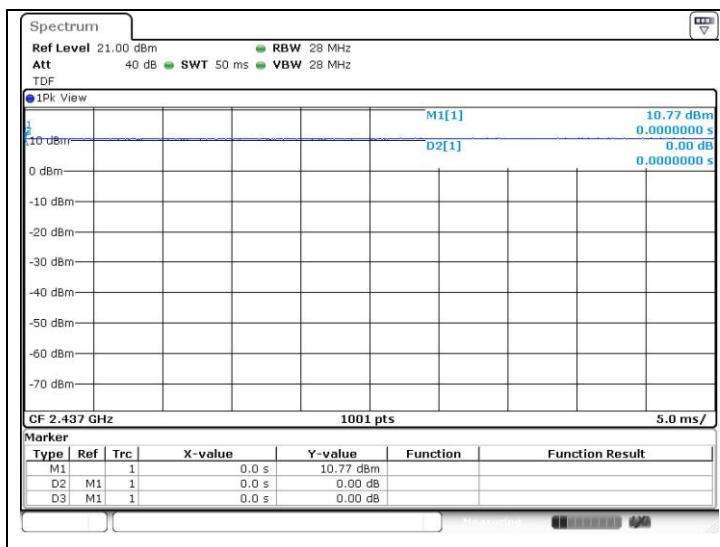 Spectrum
Ref Level 21.00 dBm RBW 28 MHz
Att 40 dB SWT 50 ms VBW 28 MHz
TDF
1Pk View
M1[1] 10.77 dBm
0.0000000 s
D2[1] 0.00 dB
0.0000000 s
10 dBm
0 dBm
-10 dBm
-20 dBm
-30 dBm
-40 dBm
-50 dBm
-60 dBm
-70 dBm
CF 2.437 GHz 1001 pts 5.0 ms/
Marker
Type Ref Trc X-value Y-value Function Function Result
M1 1 0.0 s 10.77 dBm
D2 M1 1 0.0 s 0.00 dB
D3 M1 1 0.0 s 0.00 dB
Measuring